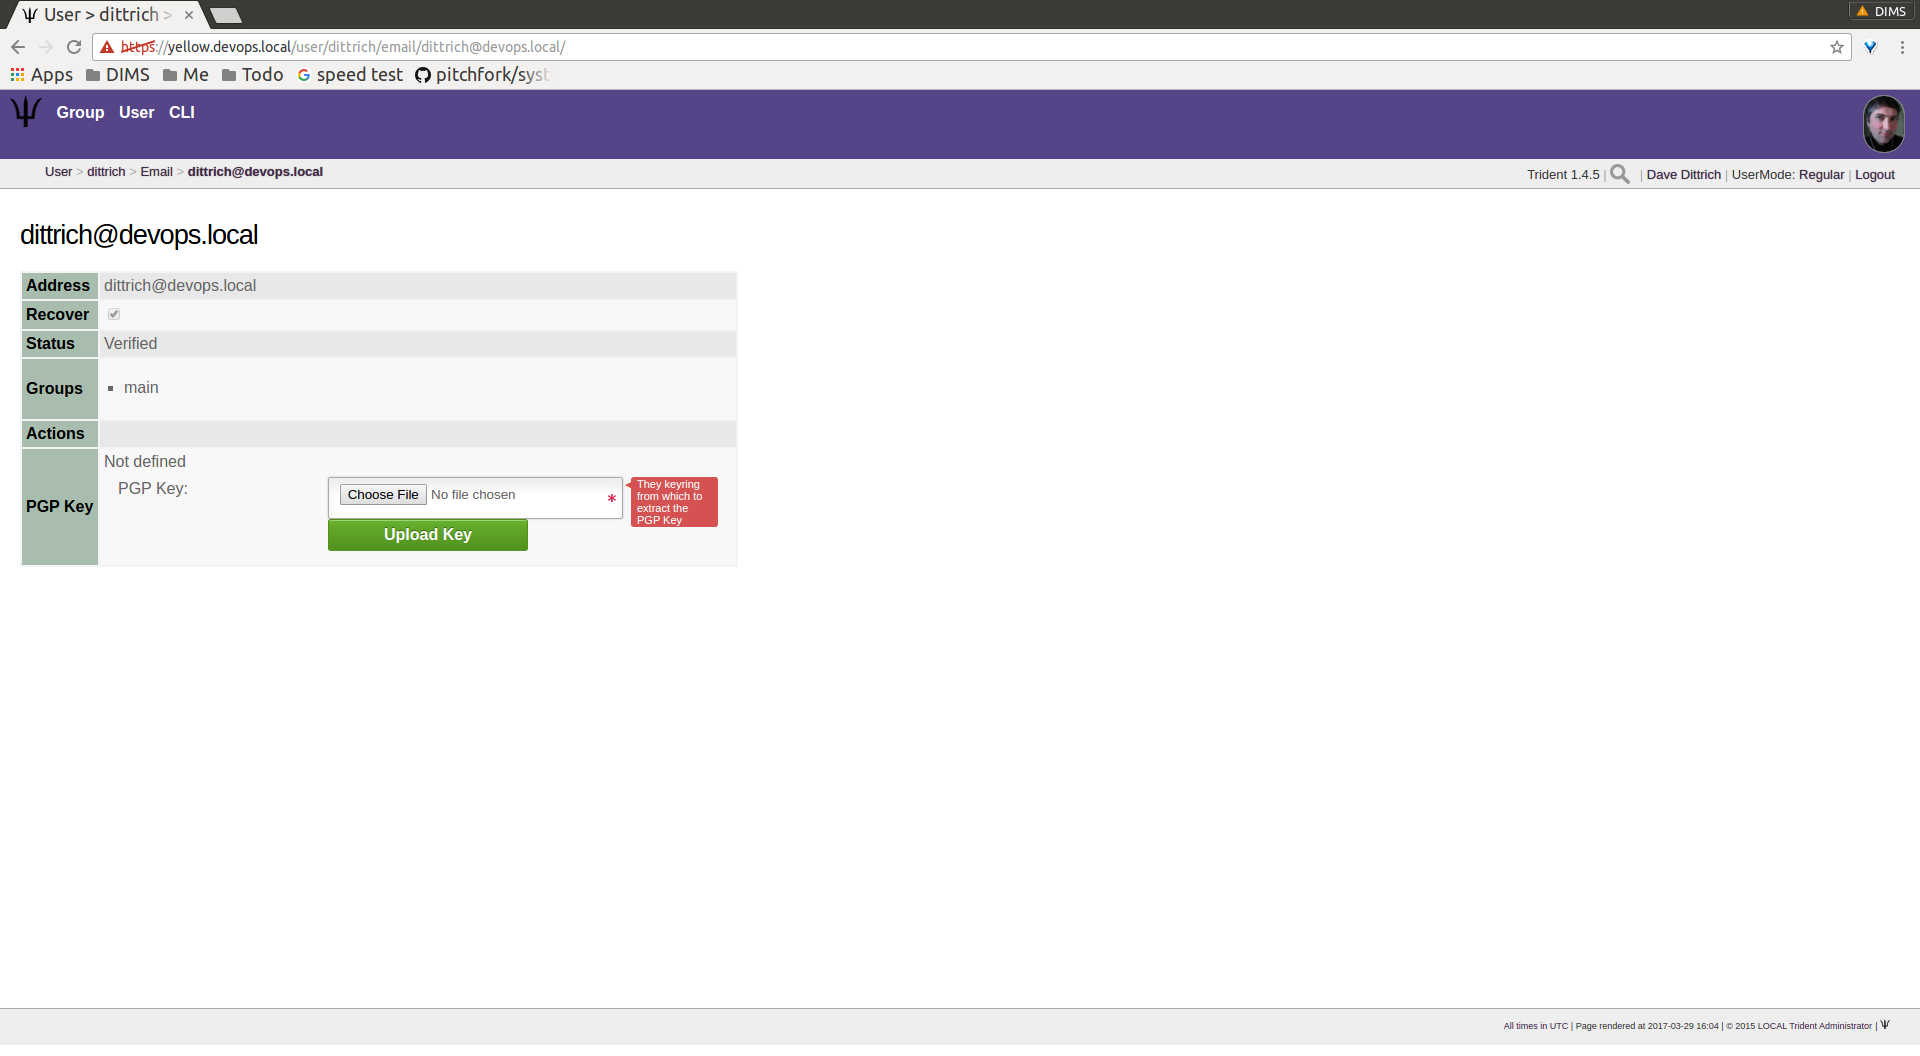 User > dittrich >
DIMS
https://yellow.devops.local/user/dittrich/email/dittrich@devops.local/
Apps DIMS Me Todo speed test pitchfork/syst
Group User CLI
User > dittrich > Email > dittrich@devops.local
Trident 1.4.5 | | Dave Dittrich | UserMode: Regular | Logout
dittrich@devops.local
Address dittrich@devops.local
Recover
Status Verified
Groups main
Actions
PGP Key Not defined
PGP Key: Choose File No file chosen *
They keyring
from which to
extract the
PGP Key
Upload Key
All times in UTC | Page rendered at 2017-03-29 16:04 | © 2015 LOCAL Trident Administrator |